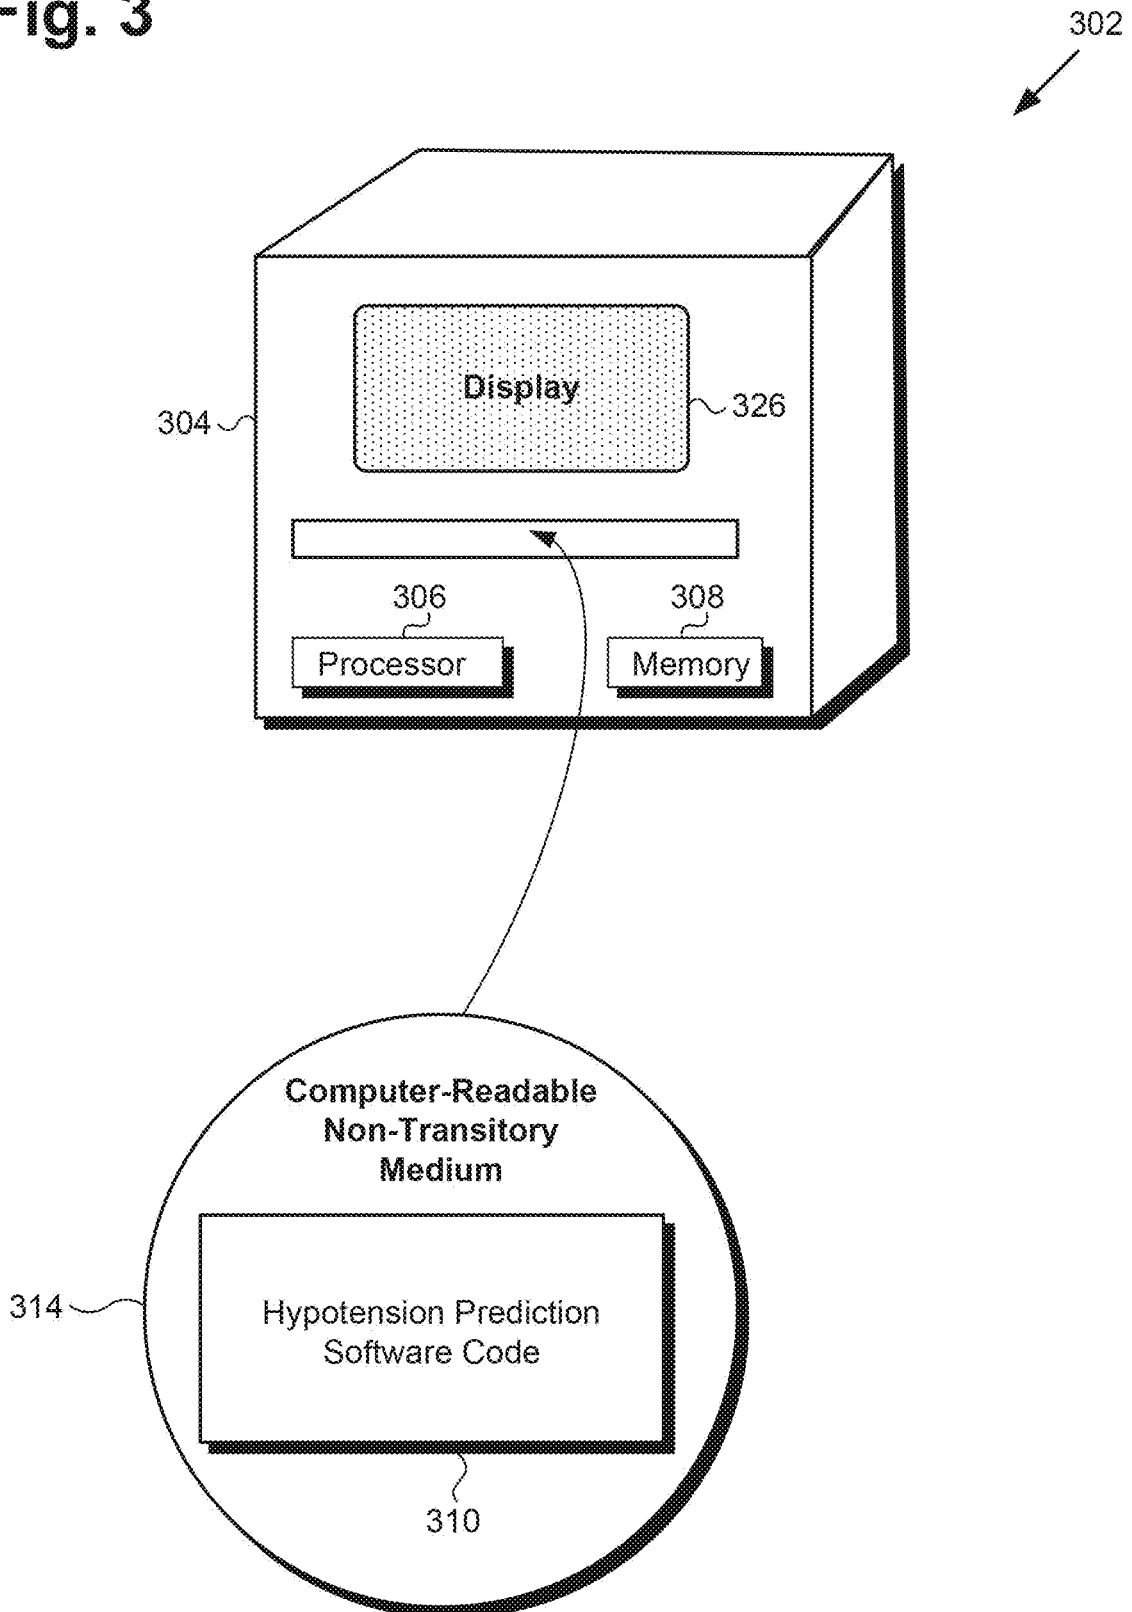 Fig. 3
302
Display
304
326
306
308
Processor
Memory
Computer-Readable
Non-Transitory
Medium
314
Hypotension Prediction
Software Code
310